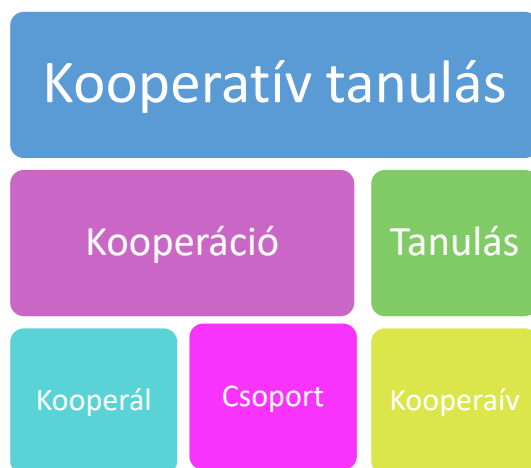 Kooperatív tanulás
Kooperáció
Tanulás
Kooperál
Csoport
Kooperaív